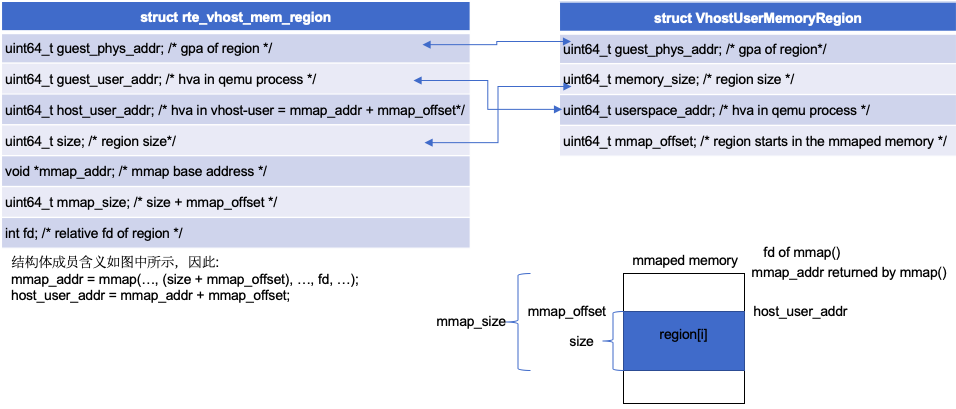 struct rte_vhost_mem_region
uint64_t guest_phys_addr; /* gpa of region */
uint64_t guest_user_addr; /* hva in qemu process */
uint64_t host_user_addr; /* hva in vhost-user = mmap_addr + mmap_offset*/
uint64_t size; /* region size*/
void *mmap_addr; /* mmap base address */
uint64_t mmap_size; /* size + mmap_offset */
int fd; /* relative fd of region */
结构体成员含义如图中所示，因此:
mmap_addr = mmap(…, (size + mmap_offset), …, fd, …);
host_user_addr = mmap_addr + mmap_offset;
struct VhostUserMemoryRegion
uint64_t guest_phys_addr; /* gpa of region*/
uint64_t memory_size; /* region size */
uint64_t userspace_addr; /* hva in qemu process */
uint64_t mmap_offset; /* region starts in the mmaped memory */
fd of mmap()
mmaped memory
mmap_addr returned by mmap()
mmap_offset
host_user_addr
mmap_size
size
region[i]